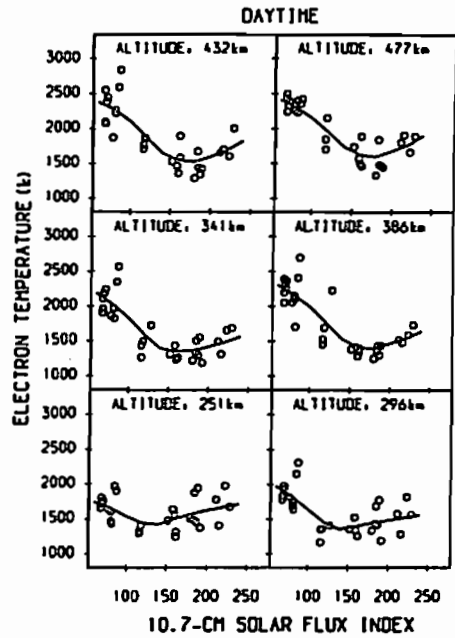 DAYTIME
ALTITUDE, 432km
ALTITUDE, 477km
3000
2500
2000
1500
1000
ALTITUDE, 341km
ALTITUDE, 386km
3000
2500
2000
1500
1000
ALTITUDE, 251km
ALTITUDE, 296km
3000
2500
2000
1500
1000
ELECTRON TEMPERATURE (k)
100 150 200 250 100 150 200 250
10.7-CM SOLAR FLUX INDEX